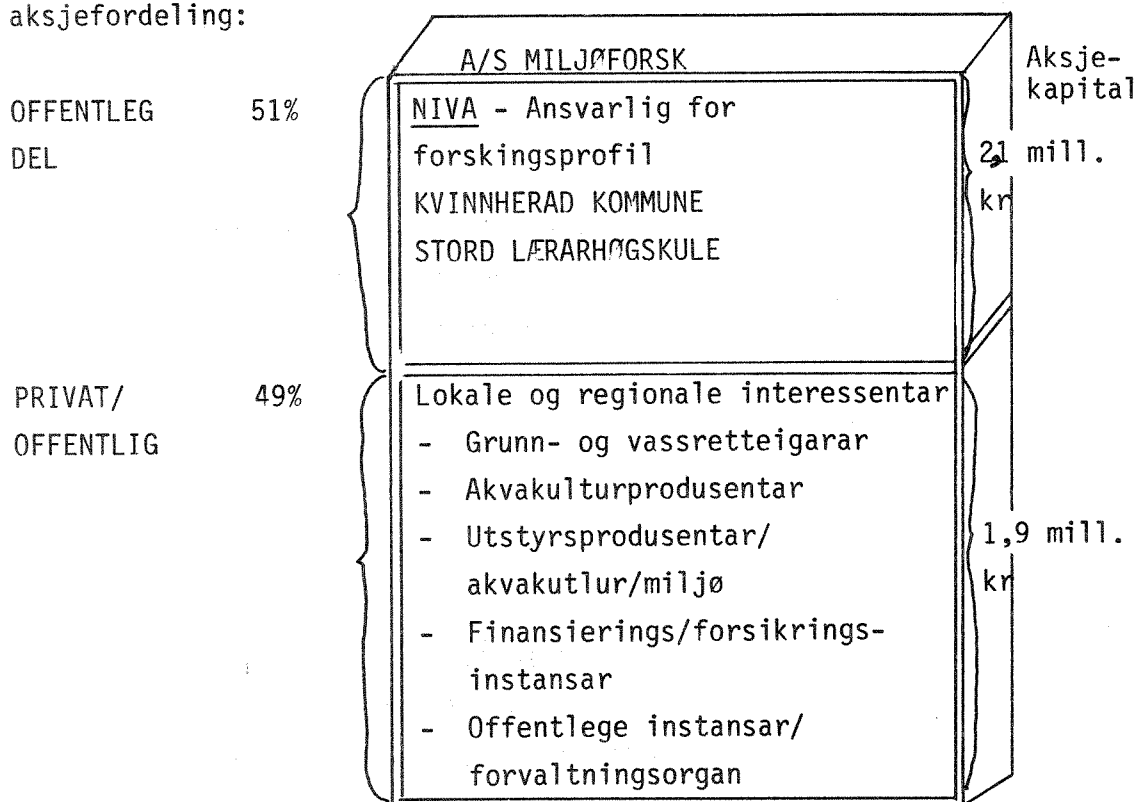 aksjefordeling:
A/S MILJØFORSK
Aksje-
kapital
OFFENTLEG 51%
DEL
NIVA - Ansvarlig for
forskingsprofil
KVINNHERAD KOMMUNE
STORD LÆRARHØGSKULE
2,1 mill.
kr
PRIVAT/ 49%
OFFENTLIG
Lokale og regionale interessentar
- Grunn- og vassretteigarar
- Akvakulturprodusentar
- Utstyrsprodusentar/
akvakutlur/miljø
- Finansierings/forsikrings-
instansar
- Offentlege instansar/
forvaltningsorgan
1,9 mill.
kr